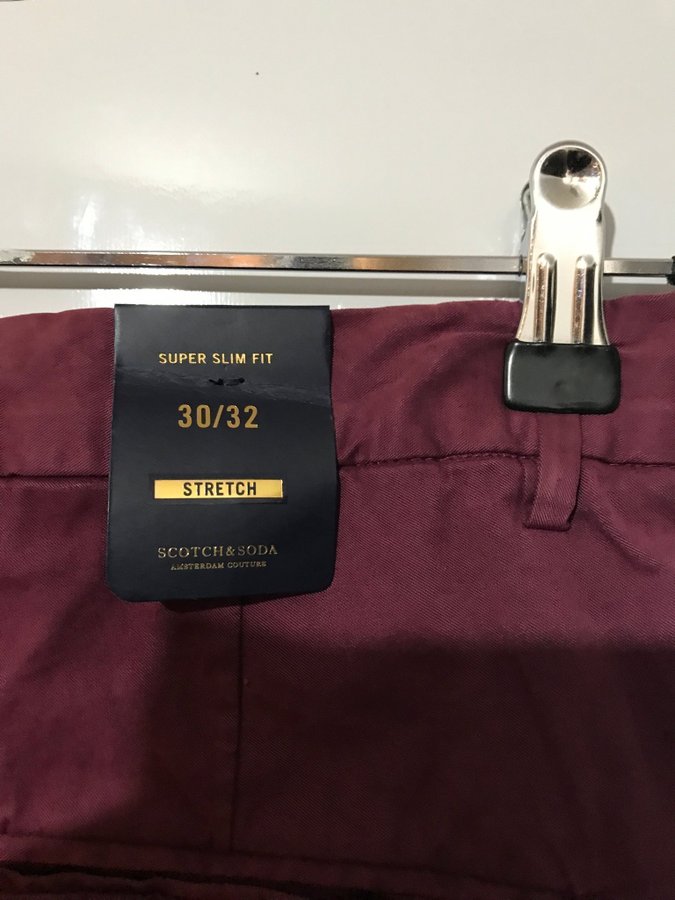 SUPER SLIM FIT
30/32
STRETCH
SCOTCH & SODA
AMSTERDAM COUTURE